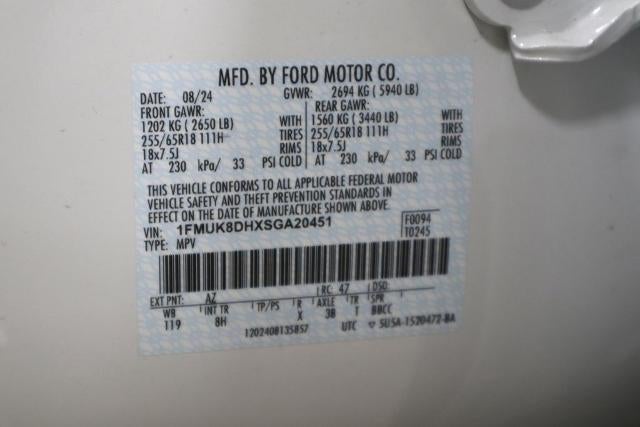 MFD. BY FORD MOTOR CO.
DATE: 08/24 GVWR: 2694 KG ( 5940 LB)
FRONT GAWR: REAR GAWR:
1202 KG ( 2650 LB) WITH 1560 KG ( 3440 LB) WITH
255/65R18 111H TIRES 255/65R18 111H TIRES
18x7.5J RIMS 18x7.5J RIMS
AT 230 kPa/ 33 PSI COLD AT 230 kPa/ 33 PSI COLD
THIS VEHICLE CONFORMS TO ALL APPLICABLE FEDERAL MOTOR
VEHICLE SAFETY AND THEFT PREVENTION STANDARDS IN
EFFECT ON THE DATE OF MANUFACTURE SHOWN ABOVE.
VIN: 1FMUK8DHXSGA20451 F0094
TYPE: MPV T0245
EXT PNT: AZ RC: 47 DSO:
WB INT TR TP/PS R AXLE TR SPR
119 8H X 3B T BBCC
1202408135857 UTC 5U5A-1520472-BA